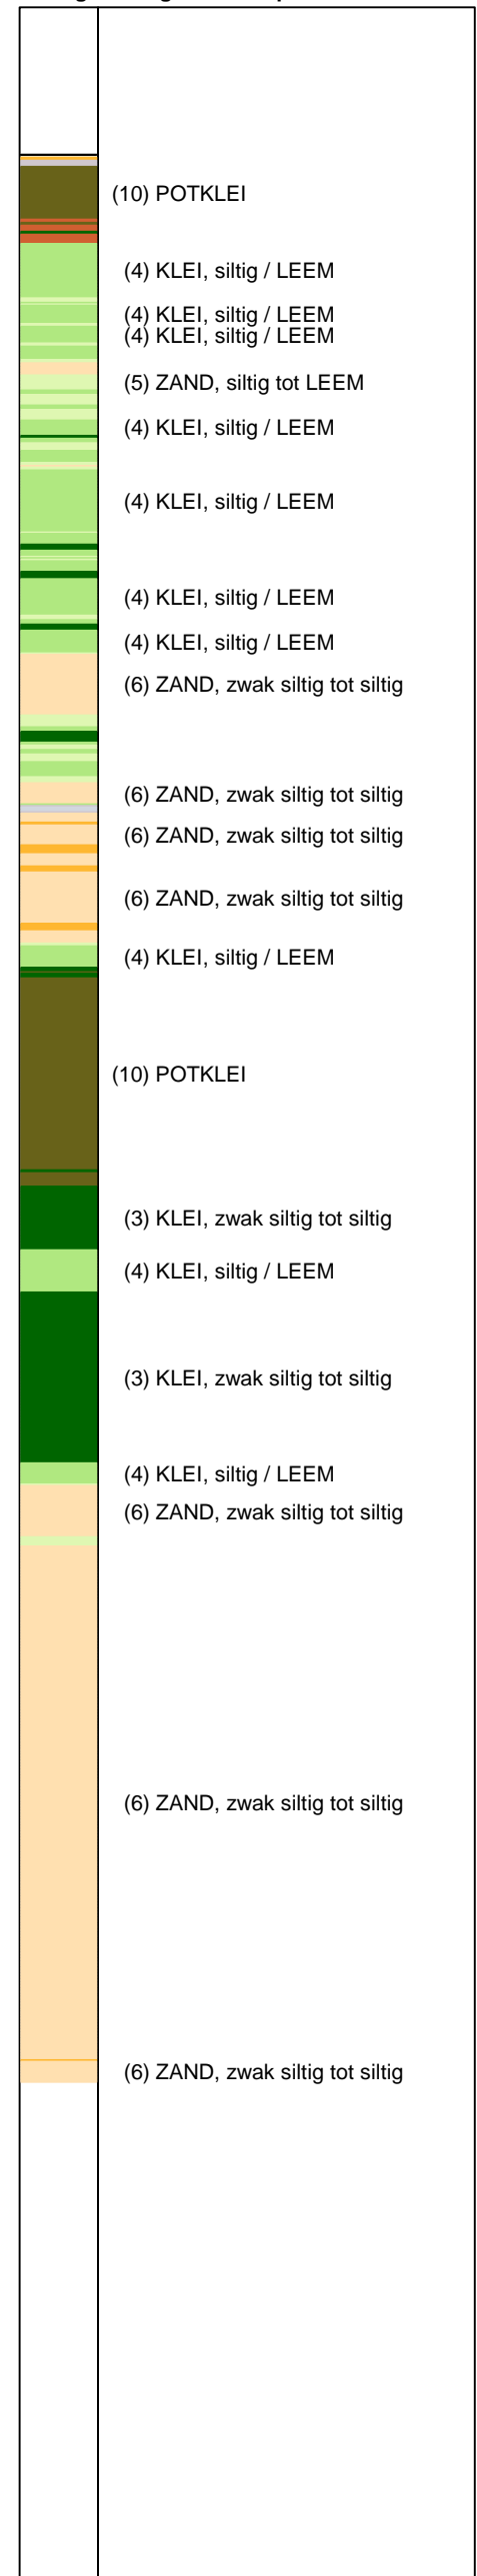 (10) POTKLEI
(4) KLEI, siltig / LEEM
(4) KLEI, siltig / LEEM
(4) KLEI, siltig / LEEM
(5) ZAND, siltig tot LEEM
(4) KLEI, siltig / LEEM
(4) KLEI, siltig / LEEM
(4) KLEI, siltig / LEEM
(4) KLEI, siltig / LEEM
(6) ZAND, zwak siltig tot siltig
(6) ZAND, zwak siltig tot siltig
(6) ZAND, zwak siltig tot siltig
(6) ZAND, zwak siltig tot siltig
(4) KLEI, siltig / LEEM
(10) POTKLEI
(3) KLEI, zwak siltig tot siltig
(4) KLEI, siltig / LEEM
(3) KLEI, zwak siltig tot siltig
(4) KLEI, siltig / LEEM
(6) ZAND, zwak siltig tot siltig
(6) ZAND, zwak siltig tot siltig
(6) ZAND, zwak siltig tot siltig